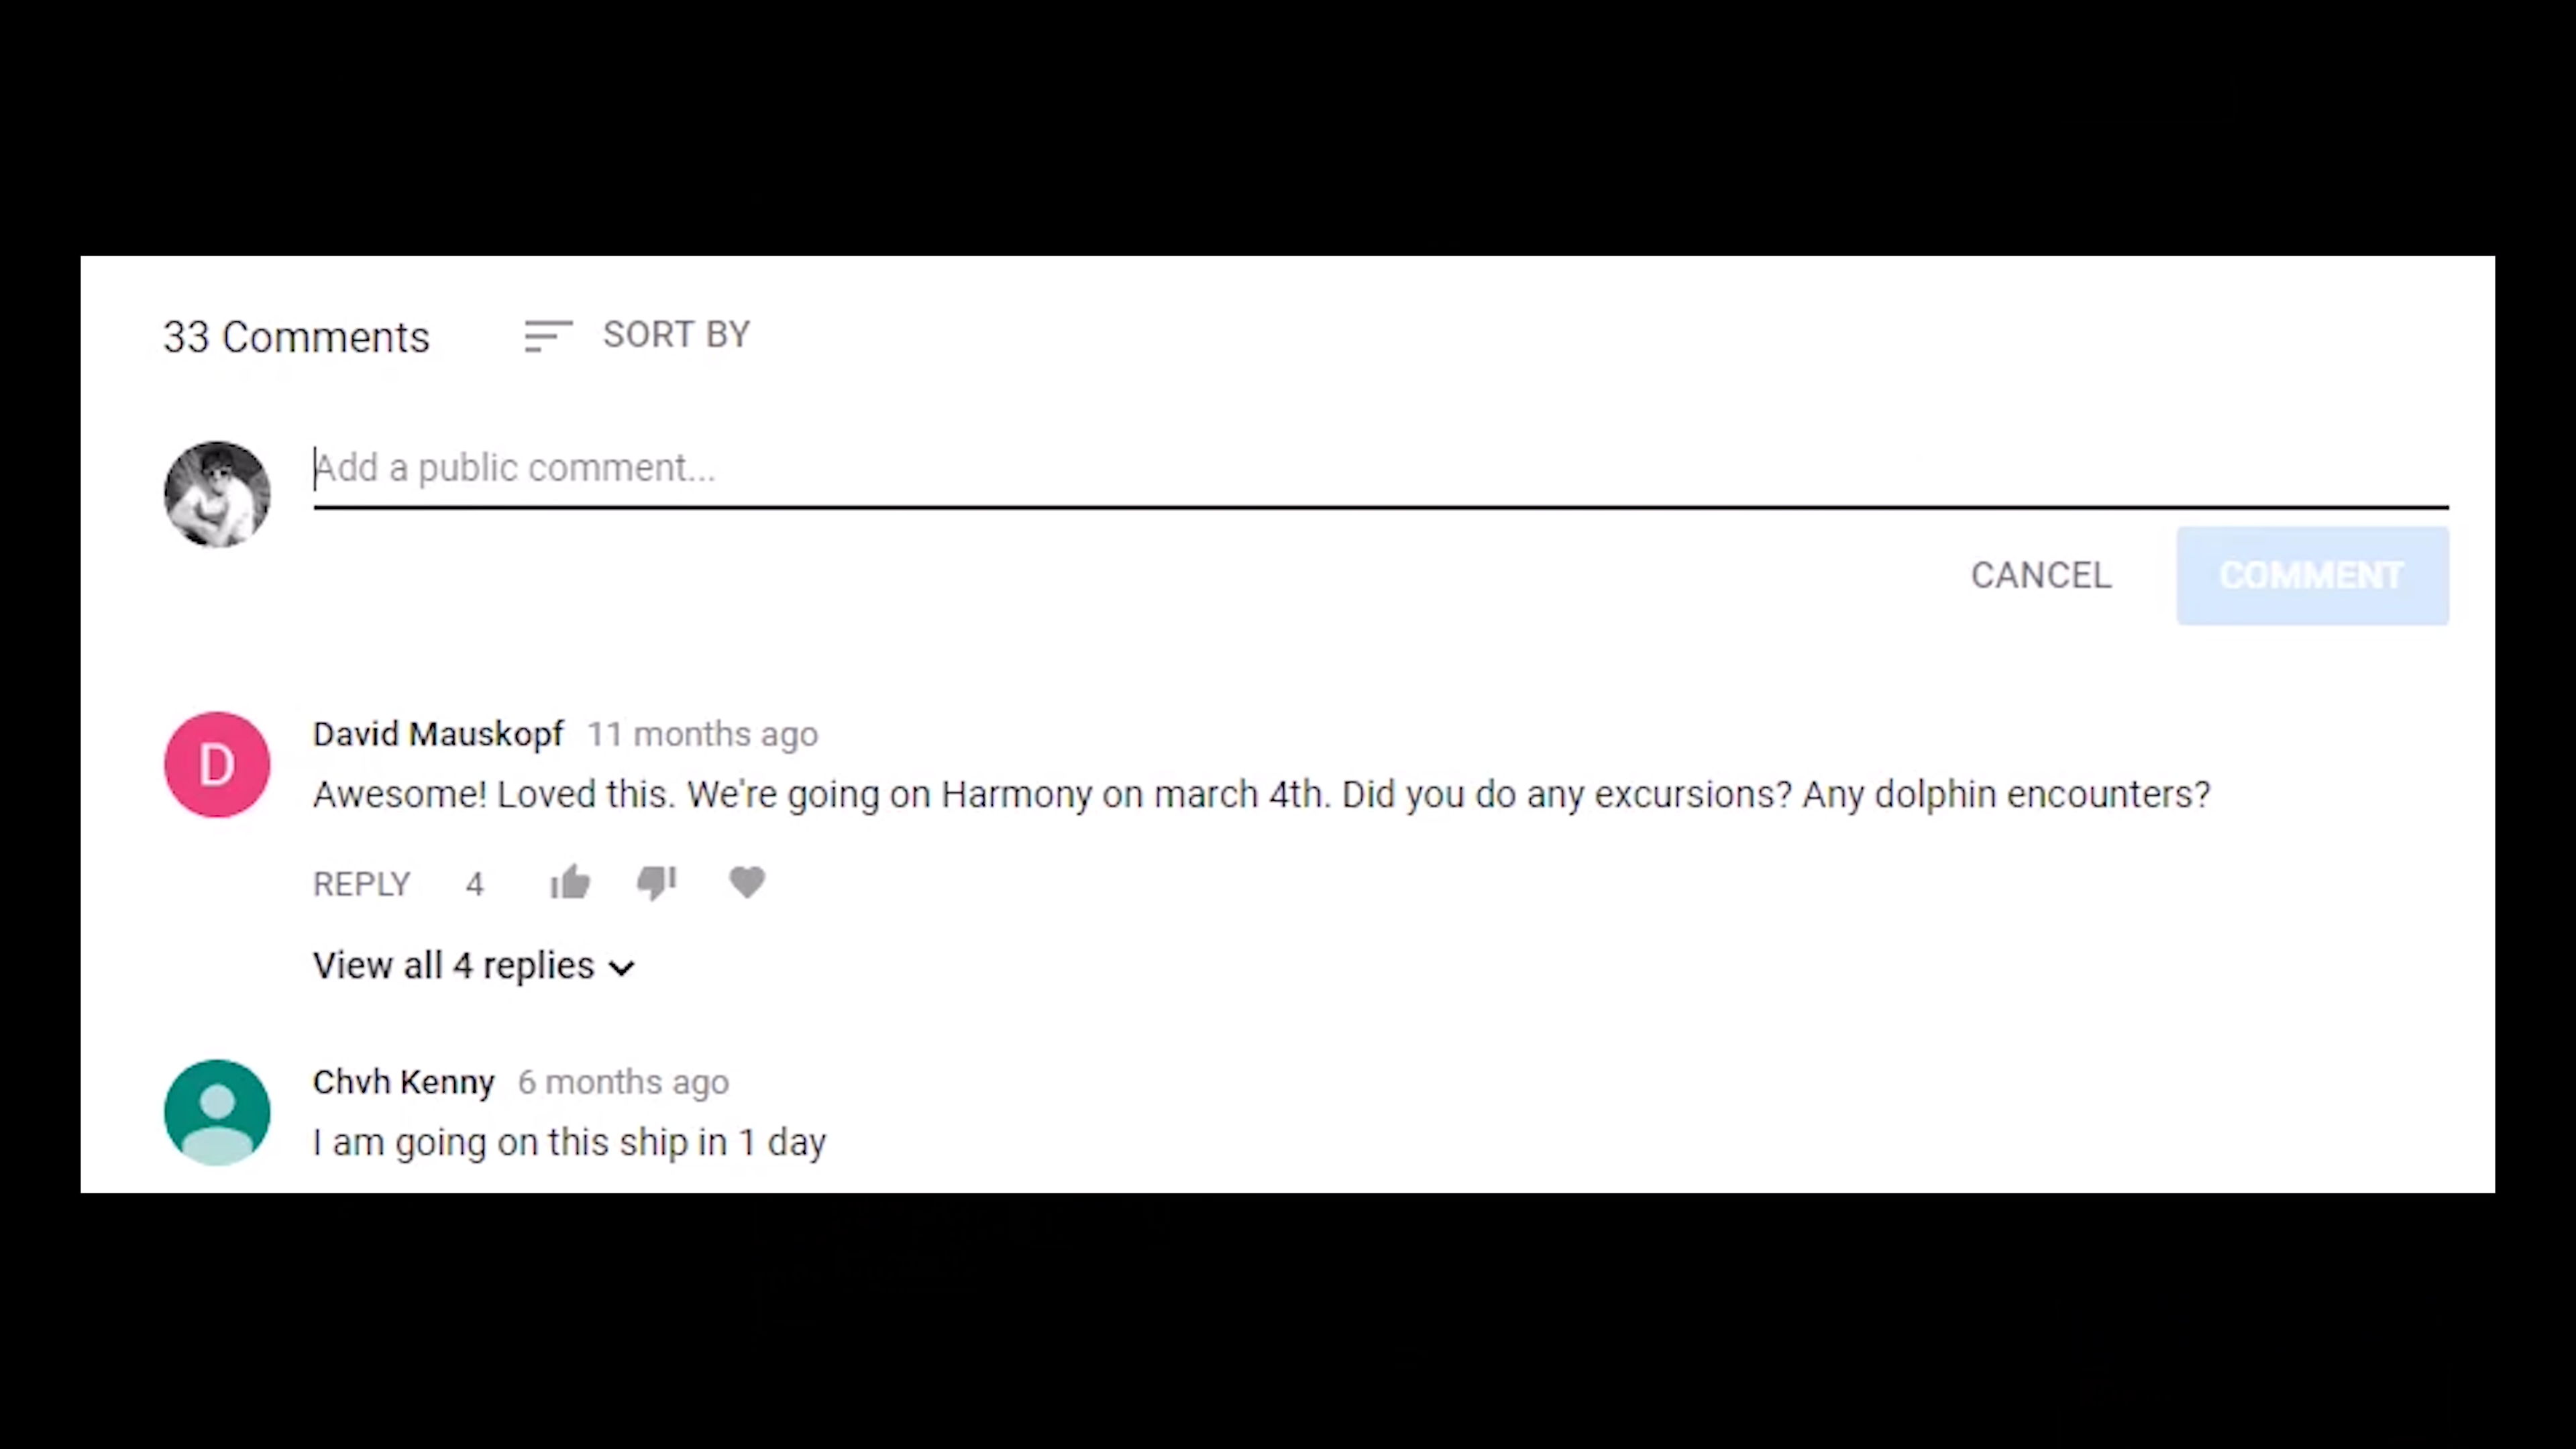 33 Comments SORT BY
Add a public comment...
CANCEL COMMENT
D
David Mauskopf 11 months ago
Awesome! Loved this. We're going on Harmony on march 4th. Did you do any excursions? Any dolphin encounters?
REPLY 4
View all 4 replies
Chvh Kenny 6 months ago
I am going on this ship in 1 day